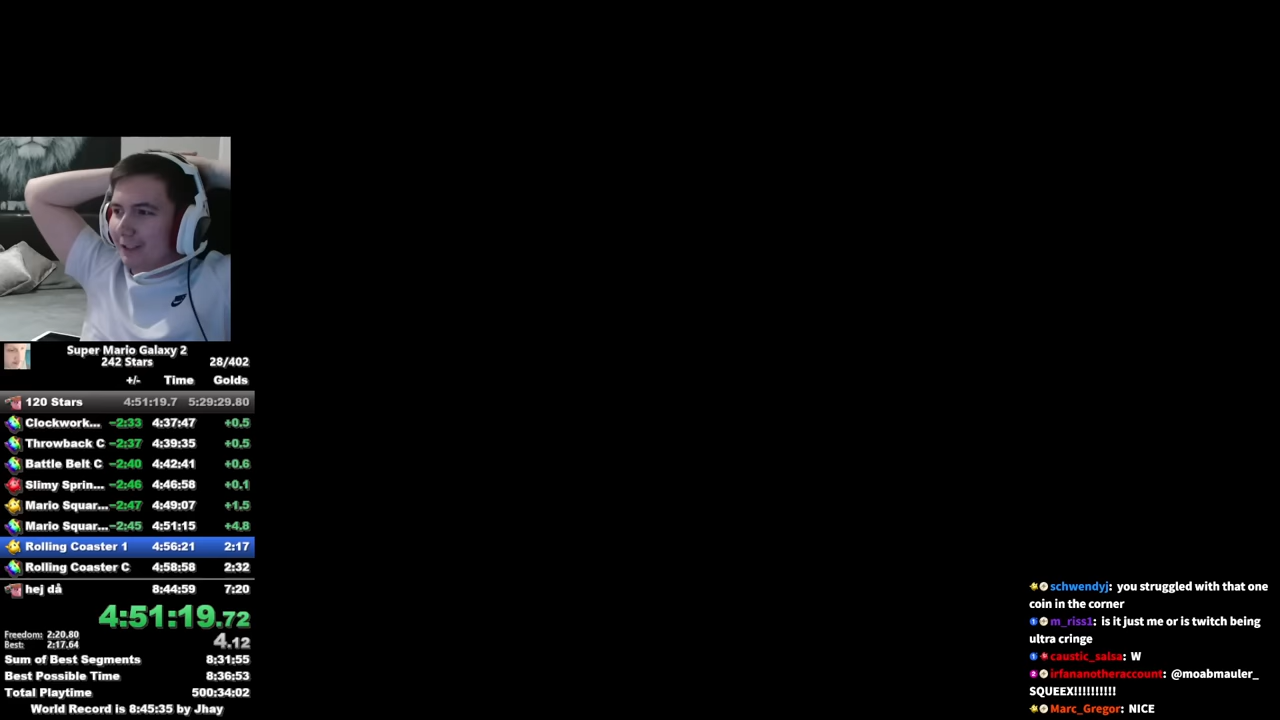 Super Mario Galaxy 2
242 Stars 28/402
+/- Time Golds
120 Stars 4:51:19.7 5:29:29.80
Clockwork... −2:33 4:37:47 +0.5
Throwback C −2:37 4:39:35 +0.5
Battle Belt C −2:40 4:42:41 +0.6
Slimy Sprin... −2:46 4:46:58 +0.1
Mario Squar... −2:47 4:49:07 +1.5
Mario Squar... −2:45 4:51:15 +4.8
Rolling Coaster 1 4:56:21 2:17
Rolling Coaster C 4:58:58 2:32
hej då 8:44:59 7:20
4:51:19.72
Freedom: 2:20.80
Best: 2:17.64 4.12
Sum of Best Segments 8:31:55
Best Possible Time 8:36:53
Total Playtime 500:34:02
World Record is 8:45:35 by Jhay
schwendyj: you struggled with that one
coin in the corner
m_riss1: is it just me or is twitch being
ultra cringe
caustic_salsa: W
irfananotheraccount: @moabmauler_
SQUEEX!!!!!!!!!!
Marc_Gregor: NICE